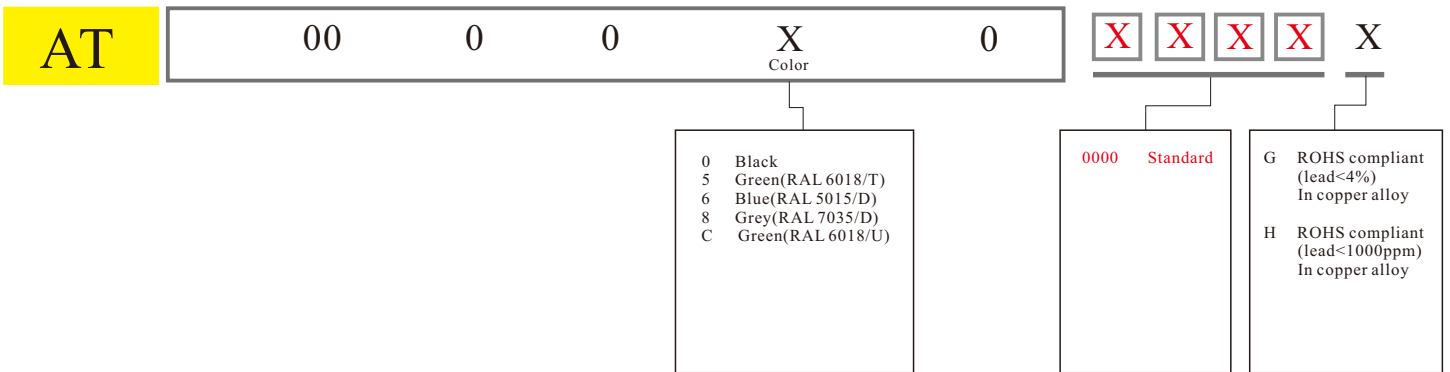 AT 00 0 0 X 0 X X X X X
Color
0 Black
5 Green(RAL 6018/T)
6 Blue(RAL 5015/D)
8 Grey(RAL 7035/D)
C Green(RAL 6018/U)
0000 Standard
G ROHS compliant
(lead<4%)
In copper alloy
H ROHS compliant
(lead<1000ppm)
In copper alloy